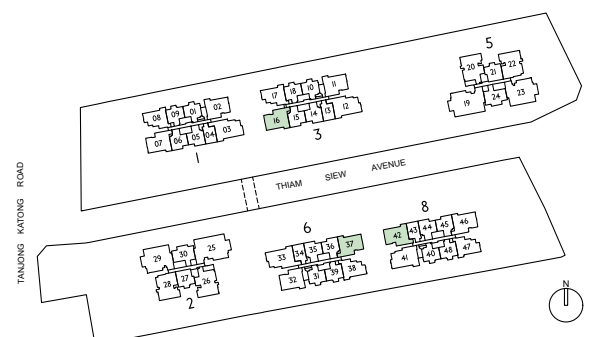 5
20 21 22
19 24 23
17 18 10 11
16 15 14 13 12
3
08 09 01 02
07 06 05 04 03
1
TANJONG KATONG ROAD
THIAM SIEW AVENUE
8
42 43 44 45 46
41 40 48 47
6
33 34 35 36 37
32 31 39 38
29 30 25
28 27 26
2
N